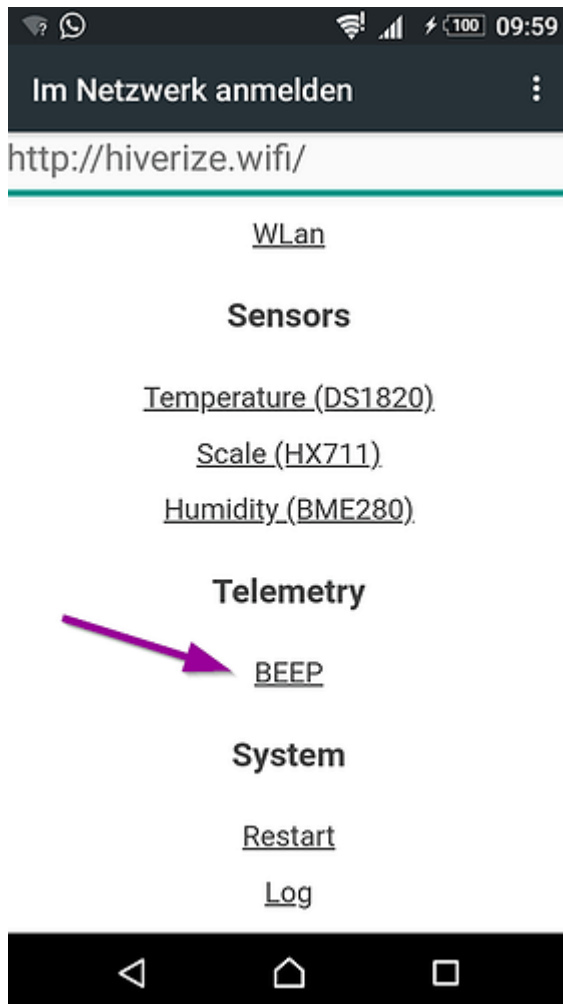 100 09:59
Im Netzwerk anmelden
http://hiverize.wifi/
WLan
Sensors
Temperature (DS1820)
Scale (HX711)
Humidity (BME280)
Telemetry
BEEP
System
Restart
Log